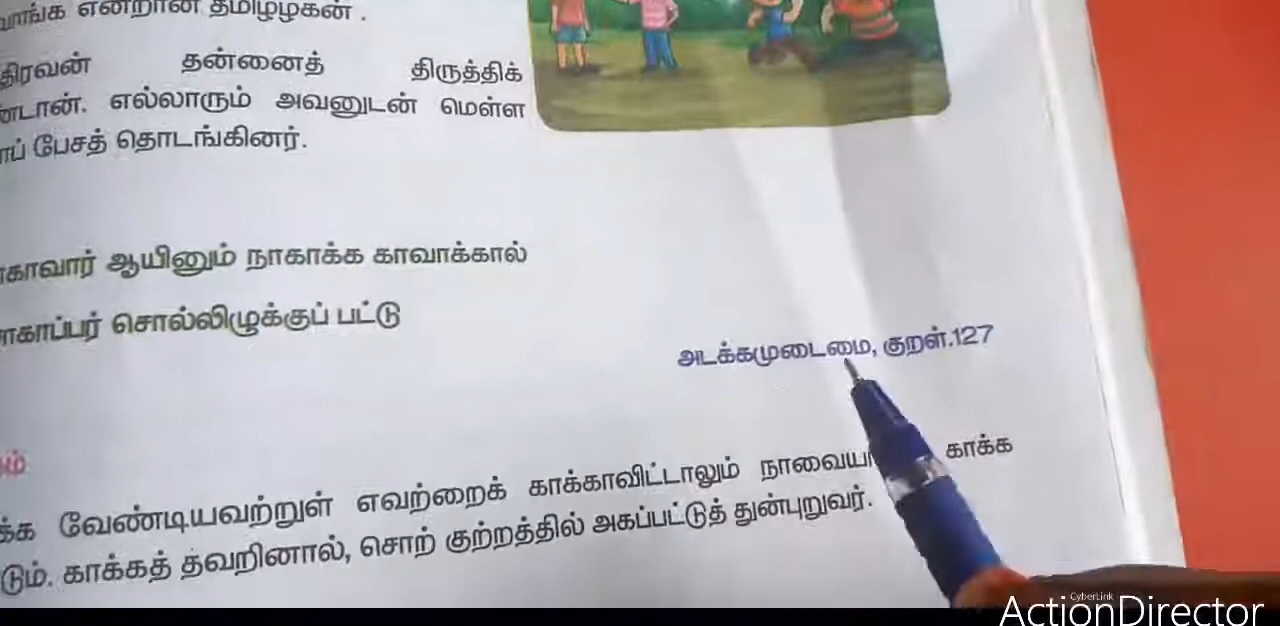 வாங்க என்றான் தமிழழகன் .
திரவன் தன்னைத் திருத்திக்
ண்டான். எல்லாரும் அவனுடன் மெள்ள
ாப் பேசத் தொடங்கினர்.
ாகாவார் ஆயினும் நாகாக்க காவாக்கால்
ாகாப்பர் சொல்லிழுக்குப் பட்டு
அடக்கமுடைமை, குறள்.127
ம்
க்க வேண்டியவற்றுள் எவற்றைக் காக்காவிட்டாலும் நாவைய காக்க
டும். காக்கத் தவறினால், சொற் குற்றத்தில் அகப்பட்டுத் துன்புறுவர்.
CyberLink
ActionDirector